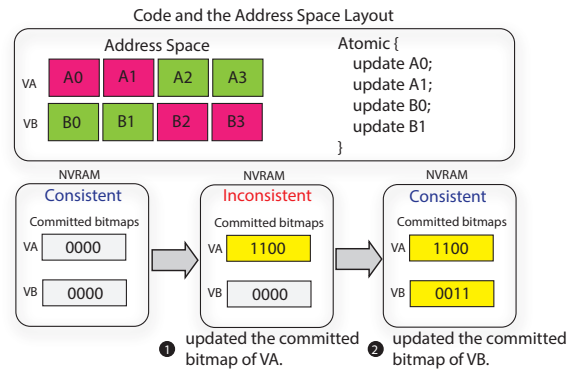 Code and the Address Space Layout
Address Space
VA A0 A1 A2 A3
VB B0 B1 B2 B3
Atomic {
update A0;
update A1;
update B0;
update B1
}
NVRAM
Consistent
Committed bitmaps
VA 0000
VB 0000
NVRAM
Inconsistent
Committed bitmaps
VA 1100
VB 0000
NVRAM
Consistent
Committed bitmaps
VA 1100
VB 0011
1 updated the committed
bitmap of VA.
2 updated the committed
bitmap of VB.